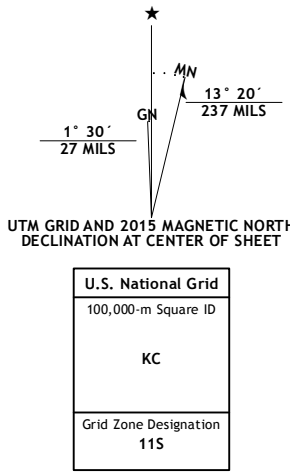 ★
MN
GN
13° 20´
237 MILS
1° 30´
27 MILS
UTM GRID AND 2015 MAGNETIC NORTH
DECLINATION AT CENTER OF SHEET
U.S. National Grid
100,000-m Square ID
KC
Grid Zone Designation
11S